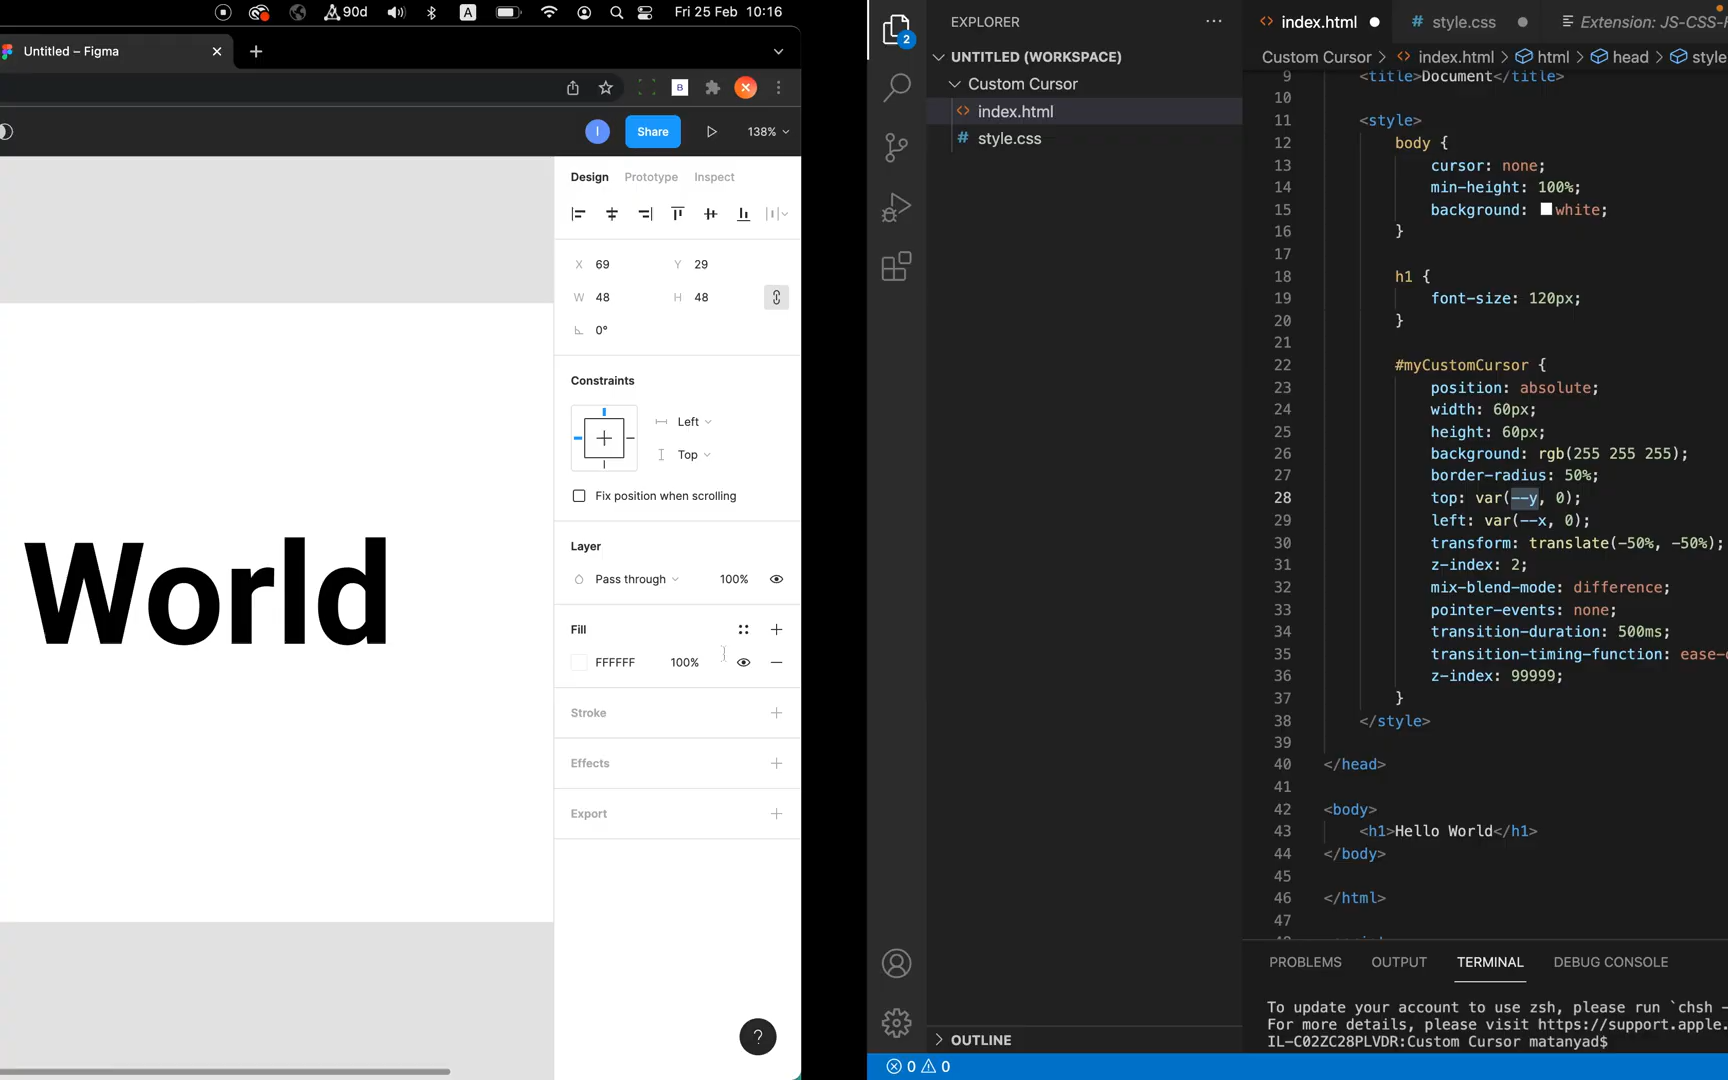 90d
A
Fri 25 Feb 10:16
Untitled – Figma
B
I
Share
138%
Design Prototype Inspect
X 69 Y 29
W 48 H 48
0°
Constraints
Left
Top
Fix position when scrolling
Layer
Pass through 100%
Fill
FFFFFF 100%
Stroke
Effects
Export
World
?
2
EXPLORER
UNTITLED (WORKSPACE)
Custom Cursor
index.html
style.css
OUTLINE
0 0
index.html # style.css Extension: JS-CSS-
Custom Cursor > index.html > html > head > style
9 <title>Document</title>
10
11 <style>
12 body {
13 cursor: none;
14 min-height: 100%;
15 background: white;
16 }
17
18 h1 {
19 font-size: 120px;
20 }
21
22 #myCustomCursor {
23 position: absolute;
24 width: 60px;
25 height: 60px;
26 background: rgb(255 255 255);
27 border-radius: 50%;
28 top: var(--y, 0);
29 left: var(--x, 0);
30 transform: translate(-50%, -50%);
31 z-index: 2;
32 mix-blend-mode: difference;
33 pointer-events: none;
34 transition-duration: 500ms;
35 transition-timing-function: ease-
36 z-index: 99999;
37 }
38 </style>
39
40 </head>
41
42 <body>
43 <h1>Hello World</h1>
44 </body>
45
46 </html>
47
PROBLEMS OUTPUT TERMINAL DEBUG CONSOLE
To update your account to use zsh, please run `chsh -
For more details, please visit https://support.apple.
IL-C02ZC28PLVDR:Custom Cursor matanyad$